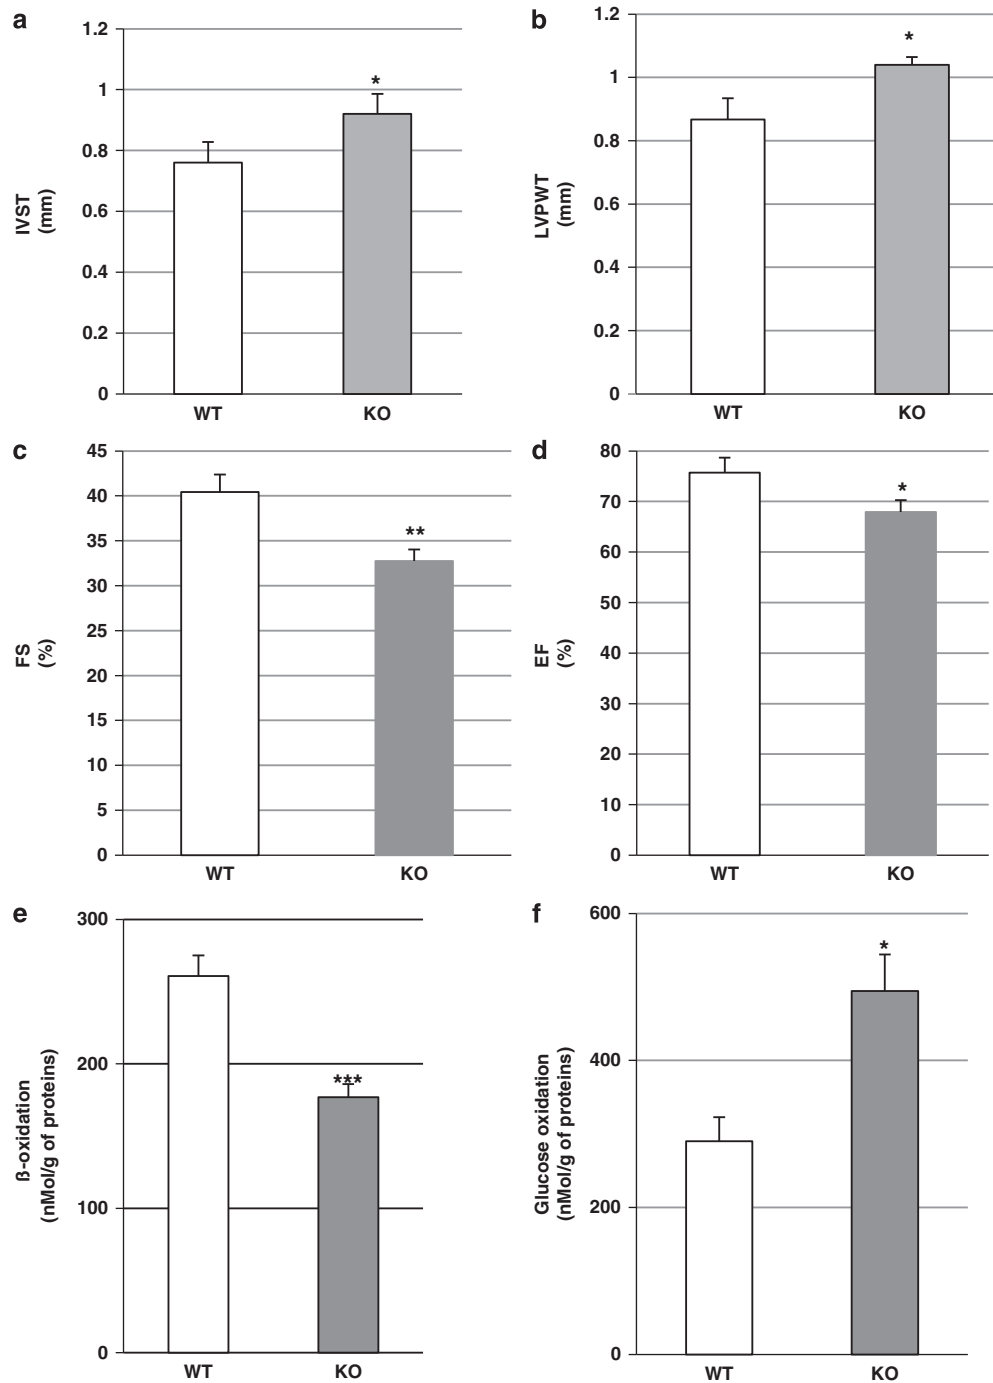 a
1.2
1
0.8
0.6
0.4
0.2
0
IVST
(mm)
*
WT
KO
b
1.2
1
0.8
0.6
0.4
0.2
0
LVPWT
(mm)
*
WT
KO
c
45
40
35
30
25
20
15
10
5
0
FS
(%)
**
WT
KO
d
80
70
60
50
40
30
20
10
0
EF
(%)
*
WT
KO
e
300
200
100
0
ß-oxidation
(nMol/g of proteins)
***
WT
KO
f
600
400
200
0
Glucose oxidation
(nMol/g of proteins)
*
WT
KO